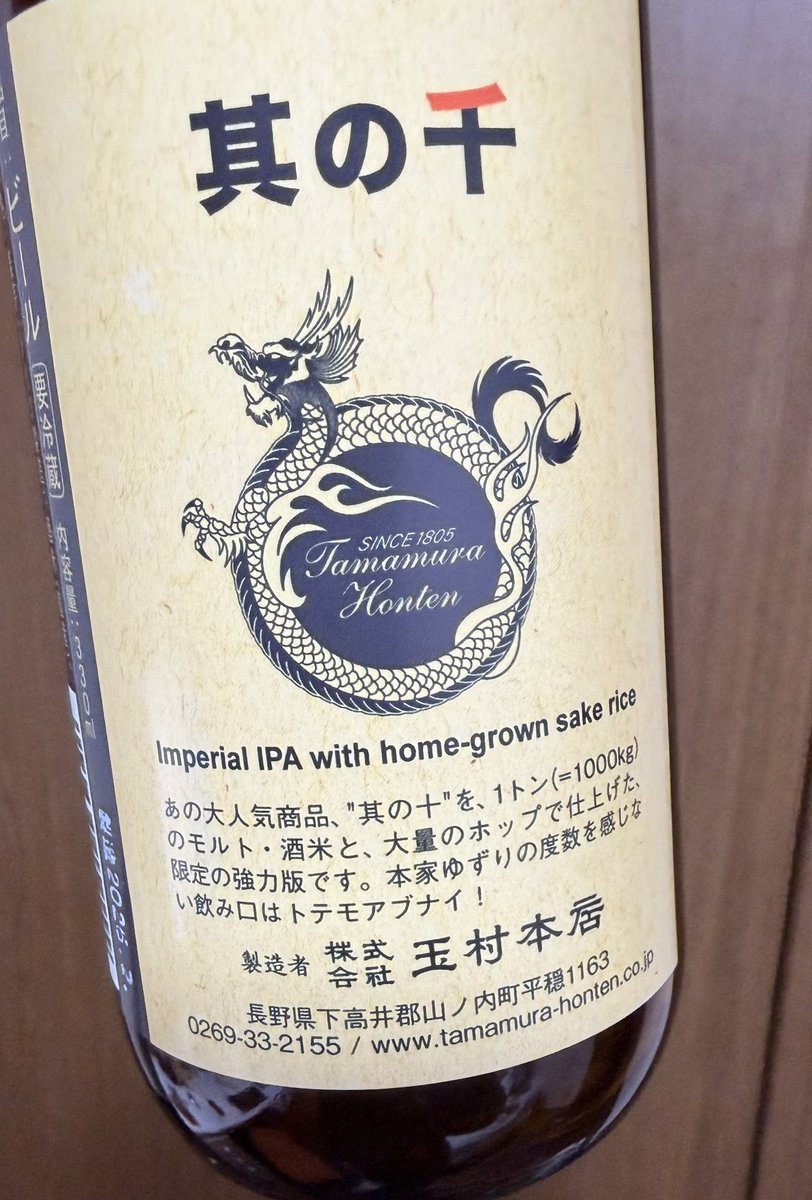 其の千
SINCE 1805
Tamamura
Honten
Imperial IPA with home-grown sake rice
あの大人気商品、"其の十"を、1トン(=1000kg)
のモルト・酒米と、大量のホップで仕上げた、
限定の強力版です。本家ゆずりの度数を感じな
い飲み口はトテモアブナイ！
製造者 株式会社 玉村本店
長野県下高井郡山ノ内町平穏1163
0269-33-2155 / www.tamamura-honten.co.jp
ビール 要冷蔵 内容量:330